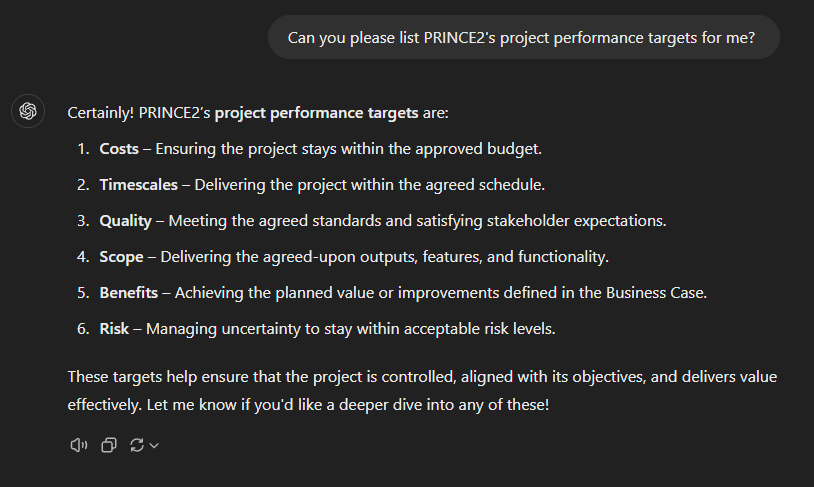 Can you please list PRINCE2's project performance targets for me?
Certainly! PRINCE2’s project performance targets are:
1. Costs – Ensuring the project stays within the approved budget.
2. Timescales – Delivering the project within the agreed schedule.
3. Quality – Meeting the agreed standards and satisfying stakeholder expectations.
4. Scope – Delivering the agreed-upon outputs, features, and functionality.
5. Benefits – Achieving the planned value or improvements defined in the Business Case.
6. Risk – Managing uncertainty to stay within acceptable risk levels.
These targets help ensure that the project is controlled, aligned with its objectives, and delivers value
effectively. Let me know if you'd like a deeper dive into any of these!